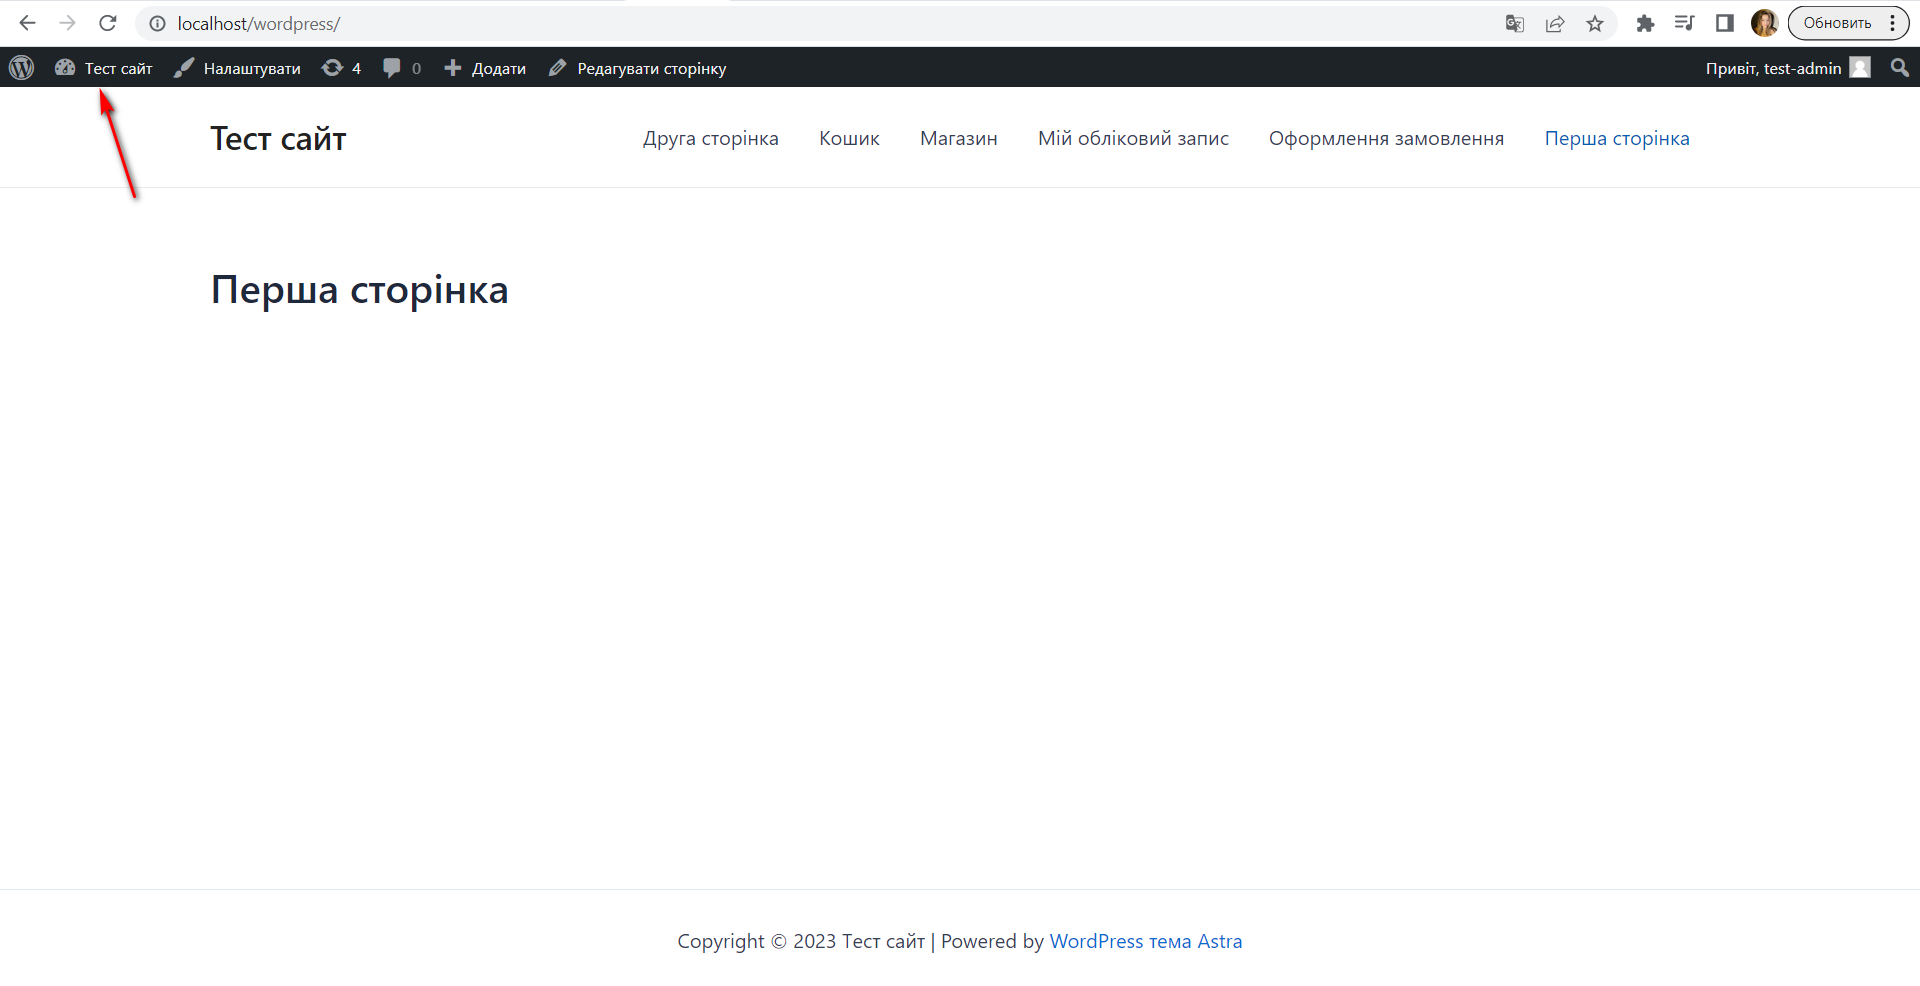 localhost/wordpress/
Обновить
Тест сайт Налаштувати 4 0 Додати Редагувати сторінку Привіт, test-admin
Тест сайт Друга сторінка Кошик Магазин Мій обліковий запис Оформлення замовлення Перша сторінка
Перша сторінка
Copyright © 2023 Тест сайт | Powered by WordPress тема Astra